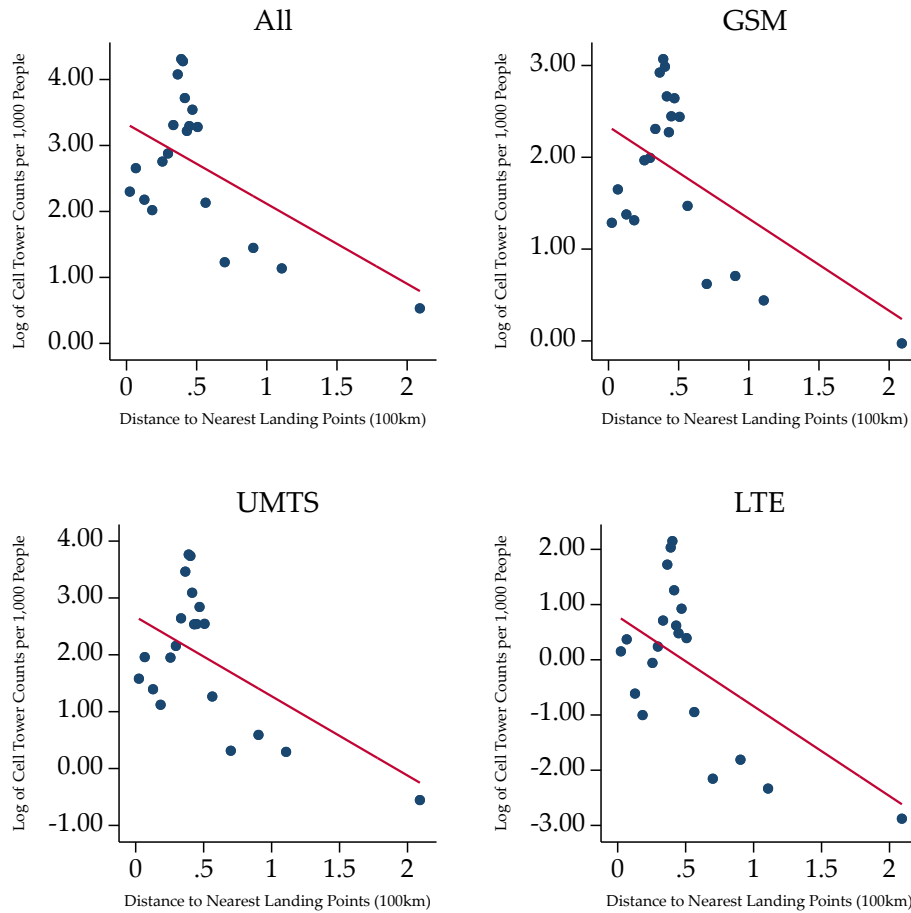 All
Log of Cell Tower Counts per 1,000 People
4.00
3.00
2.00
1.00
0.00
0 .5 1 1.5 2
Distance to Nearest Landing Points (100km)
GSM
Log of Cell Tower Counts per 1,000 People
3.00
2.00
1.00
0.00
0 .5 1 1.5 2
Distance to Nearest Landing Points (100km)
UMTS
Log of Cell Tower Counts per 1,000 People
4.00
3.00
2.00
1.00
0.00
-1.00
0 .5 1 1.5 2
Distance to Nearest Landing Points (100km)
LTE
Log of Cell Tower Counts per 1,000 People
2.00
1.00
0.00
-1.00
-2.00
-3.00
0 .5 1 1.5 2
Distance to Nearest Landing Points (100km)